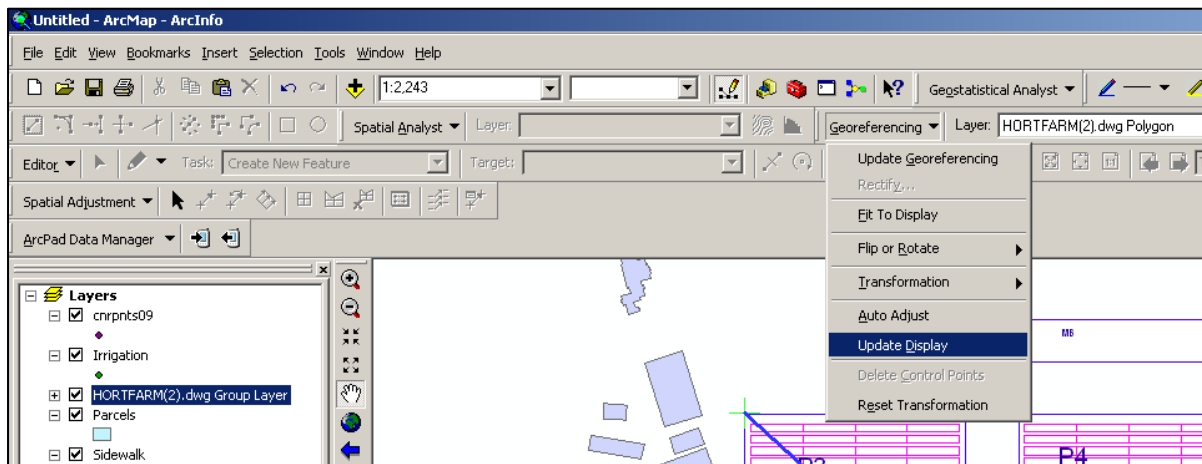 Untitled - ArcMap - ArcInfo
File Edit View Bookmarks Insert Selection Tools Window Help
1:2,243 Geostatistical Analyst
Spatial Analyst Layer: Georeferencing Layer: HORTFARM(2).dwg Polygon
Editor Task: Create New Feature Target:
Spatial Adjustment
ArcPad Data Manager
Update Georeferencing
Rectify...
Fit To Display
Flip or Rotate
Transformation
Auto Adjust
Update Display
Delete Control Points
Reset Transformation
1:1
Layers
cnrpnts09
Irrigation
HORTFARM(2).dwg Group Layer
Parcels
Sidewalk
M6
P3
P4